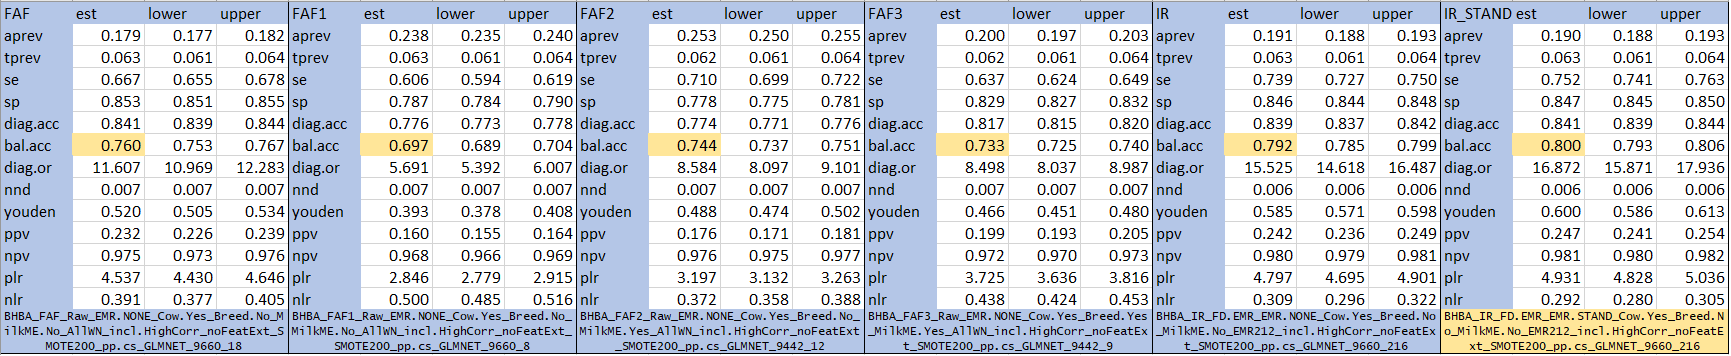 FAF est lower upper FAF1 est lower upper FAF2 est lower upper FAF3 est lower upper IR est lower upper IR_STAND est lower upper
aprev 0.179 0.177 0.182 aprev 0.238 0.235 0.240 aprev 0.253 0.250 0.255 aprev 0.200 0.197 0.203 aprev 0.191 0.188 0.193 aprev 0.190 0.188 0.193
tprev 0.063 0.061 0.064 tprev 0.063 0.061 0.064 tprev 0.062 0.061 0.064 tprev 0.062 0.061 0.064 tprev 0.063 0.061 0.064 tprev 0.063 0.061 0.064
se 0.667 0.655 0.678 se 0.606 0.594 0.619 se 0.710 0.699 0.722 se 0.637 0.624 0.649 se 0.739 0.727 0.750 se 0.752 0.741 0.763
sp 0.853 0.851 0.855 sp 0.787 0.784 0.790 sp 0.778 0.775 0.781 sp 0.829 0.827 0.832 sp 0.846 0.844 0.848 sp 0.847 0.845 0.850
diag.acc 0.841 0.839 0.844 diag.acc 0.776 0.773 0.778 diag.acc 0.774 0.771 0.776 diag.acc 0.817 0.815 0.820 diag.acc 0.839 0.837 0.842 diag.acc 0.841 0.839 0.844
bal.acc 0.760 0.753 0.767 bal.acc 0.697 0.689 0.704 bal.acc 0.744 0.737 0.751 bal.acc 0.733 0.725 0.740 bal.acc 0.792 0.785 0.799 bal.acc 0.800 0.793 0.806
diag.or 11.607 10.969 12.283 diag.or 5.691 5.392 6.007 diag.or 8.584 8.097 9.101 diag.or 8.498 8.037 8.987 diag.or 15.525 14.618 16.487 diag.or 16.872 15.871 17.936
nnd 0.007 0.007 0.007 nnd 0.007 0.007 0.007 nnd 0.007 0.007 0.007 nnd 0.007 0.007 0.007 nnd 0.006 0.006 0.006 nnd 0.006 0.006 0.006
youden 0.520 0.505 0.534 youden 0.393 0.378 0.408 youden 0.488 0.474 0.502 youden 0.466 0.451 0.480 youden 0.585 0.571 0.598 youden 0.600 0.586 0.613
ppv 0.232 0.226 0.239 ppv 0.160 0.155 0.164 ppv 0.176 0.171 0.181 ppv 0.199 0.193 0.205 ppv 0.242 0.236 0.249 ppv 0.247 0.241 0.254
npv 0.975 0.973 0.976 npv 0.968 0.966 0.969 npv 0.976 0.975 0.977 npv 0.972 0.970 0.973 npv 0.980 0.979 0.981 npv 0.981 0.980 0.982
plr 4.537 4.430 4.646 plr 2.846 2.779 2.915 plr 3.197 3.132 3.263 plr 3.725 3.636 3.816 plr 4.797 4.695 4.901 plr 4.931 4.828 5.036
nlr 0.391 0.377 0.405 nlr 0.500 0.485 0.516 nlr 0.372 0.358 0.388 nlr 0.438 0.424 0.453 nlr 0.309 0.296 0.322 nlr 0.292 0.280 0.305
BHBA_FAF_Raw_EMR.NONE_Cow.Yes_Breed.No_M
ilkME.No_AllWN_incl.HighCorr_noFeatExt_S
MOTE200_pp.cs_GLMNET_9660_18
BHBA_FAF1_Raw_EMR.NONE_Cow.Yes_Breed.No_
MilkME.No_AllWN_incl.HighCorr_noFeatExt_
SMOTE200_pp.cs_GLMNET_9660_8
BHBA_FAF2_Raw_EMR.NONE_Cow.Yes_Breed.No_
MilkME.Yes_AllWN_incl.HighCorr_noFeatExt
_SMOTE200_pp.cs_GLMNET_9442_12
BHBA_FAF3_Raw_EMR.NONE_Cow.Yes_Breed.Yes
_MilkME.Yes_AllWN_incl.HighCorr_noFeatEx
t_SMOTE200_pp.cs_GLMNET_9442_9
BHBA_IR_FD.EMR_EMR.NONE_Cow.Yes_Breed.No
_MilkME.No_EMR212_incl.HighCorr_noFeatEx
t_SMOTE200_pp.cs_GLMNET_9660_216
BHBA_IR_FD.EMR_EMR.STAND_Cow.Yes_Breed.N
o_MilkME.No_EMR212_incl.HighCorr_noFeatE
xt_SMOTE200_pp.cs_GLMNET_9660_216